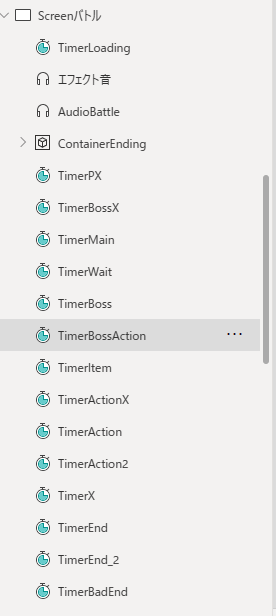 Screenバトル
TimerLoading
エフェクト音
AudioBattle
ContainerEnding
TimerPX
TimerBossX
TimerMain
TimerWait
TimerBoss
TimerBossAction
TimerItem
TimerActionX
TimerAction
TimerAction2
TimerX
TimerEnd
TimerEnd_2
TimerBadEnd